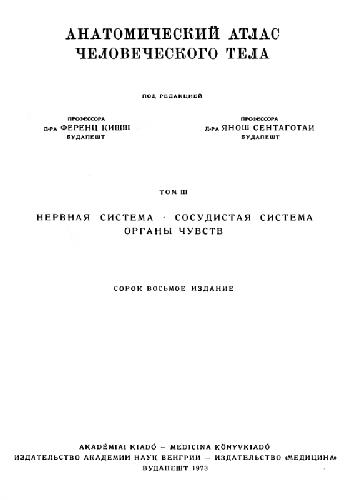 АНАТОМИЧЕСКИЙ АТЛАС
ЧЕЛОВЕЧЕСКОГО ТЕЛА
ПОД РЕДАКЦИЕЙ
ПРОФЕССОРА
Д-РА ФЕРЕНЦ КИШШ
БУДАПЕШТ
ПРОФЕССОРА
Д-РА ЯНОШ СЕНТАГОТАИ
БУДАПЕШТ
ТОМ III
НЕРВНАЯ СИСТЕМА · СОСУДИСТАЯ СИСТЕМА
ОРГАНЫ ЧУВСТВ
СОРОК ВОСЬМОЕ ИЗДАНИЕ
AKADÉMIAI KIADÓ – MEDICINA KÖNYVKIADÓ
ИЗДАТЕЛЬСТВО АКАДЕМИИ НАУК ВЕНГРИИ – ИЗДАТЕЛЬСТВО «МЕДИЦИНА»
БУДАПЕШТ 1973